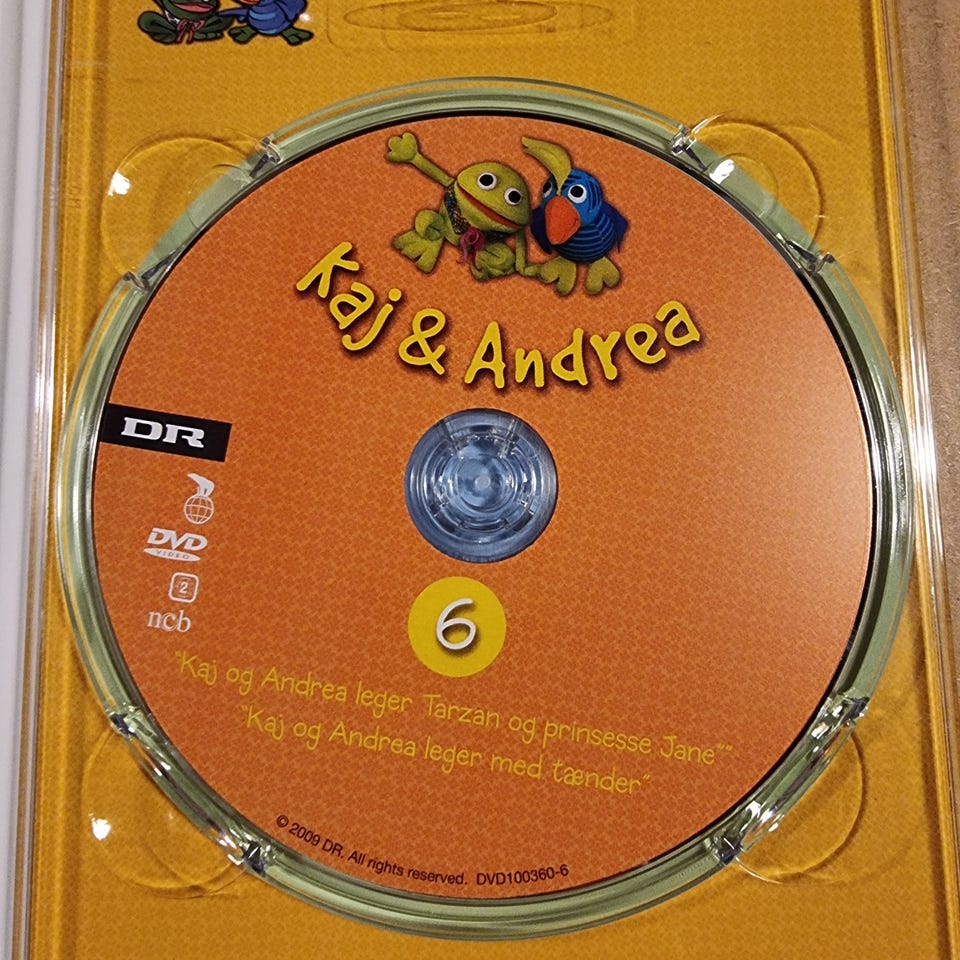 Kaj & Andrea
DR
DVD
VIDEO
2
ncb
6
"Kaj og Andrea leger Tarzan og prinsesse Jane""
"Kaj og Andrea leger med tænder"
© 2009 DR. All rights reserved. DVD100360-6